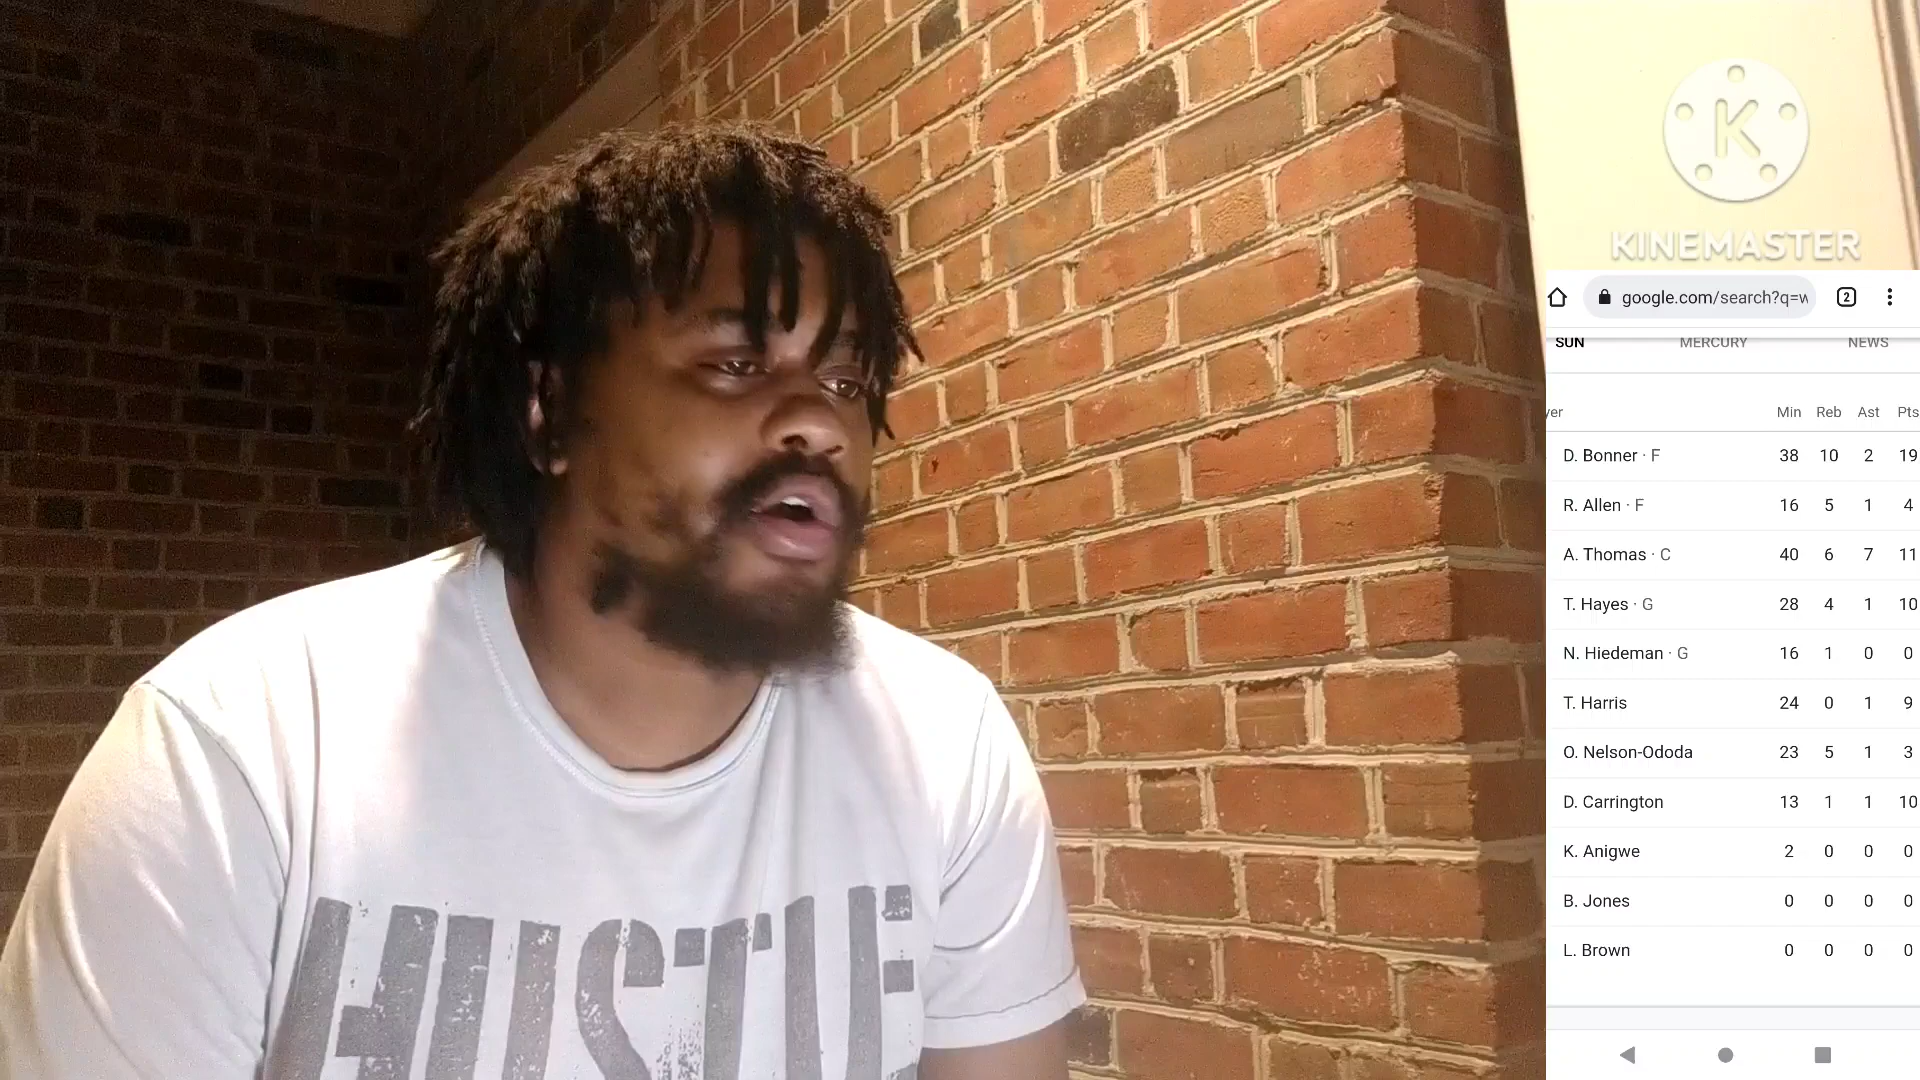 HUSTLE
K
KINEMASTER
google.com/search?q=w
2
SUN MERCURY NEWS
yer Min Reb Ast Pts
D. Bonner · F 38 10 2 19
R. Allen · F 16 5 1 4
A. Thomas · C 40 6 7 11
T. Hayes · G 28 4 1 10
N. Hiedeman · G 16 1 0 0
T. Harris 24 0 1 9
O. Nelson-Ododa 23 5 1 3
D. Carrington 13 1 1 10
K. Anigwe 2 0 0 0
B. Jones 0 0 0 0
L. Brown 0 0 0 0